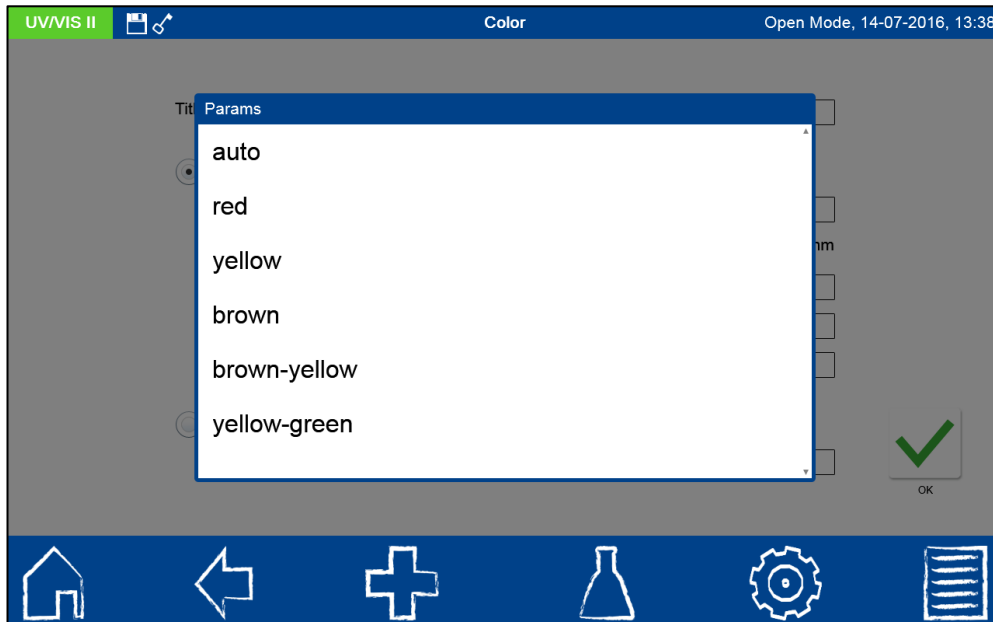 UV/VIS II
Color
Open Mode, 14-07-2016, 13:38
Tit
Params
auto
red
yellow
brown
brown-yellow
yellow-green
OK